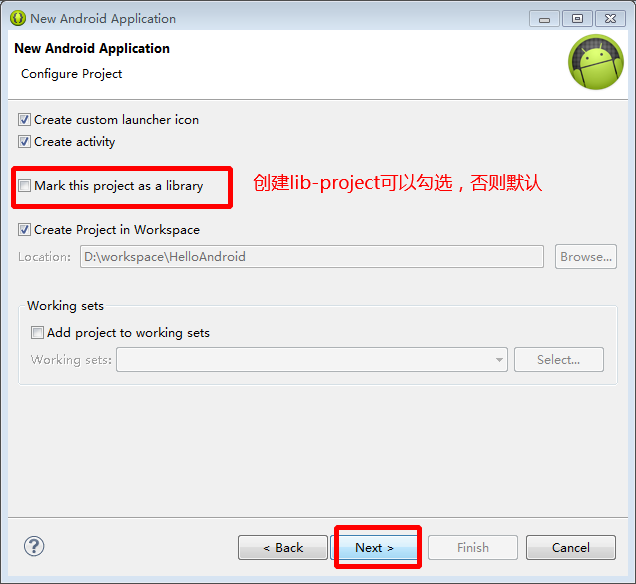 New Android Application
New Android Application
Configure Project
Create custom launcher icon
Create activity
Mark this project as a library
创建lib-project可以勾选，否则默认
Create Project in Workspace
Location: D:\workspace\HelloAndroid Browse...
Working sets
Add project to working sets
Working sets: Select...
? < Back Next > Finish Cancel